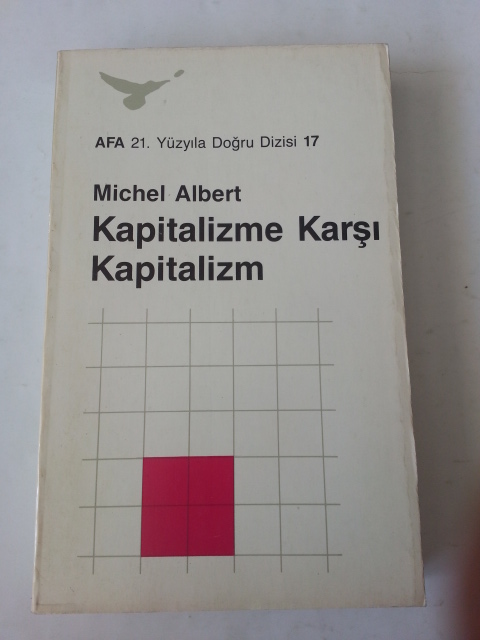 AFA 21. Yüzyıla Doğru Dizisi 17
Michel Albert
Kapitalizme Karşı
Kapitalizm